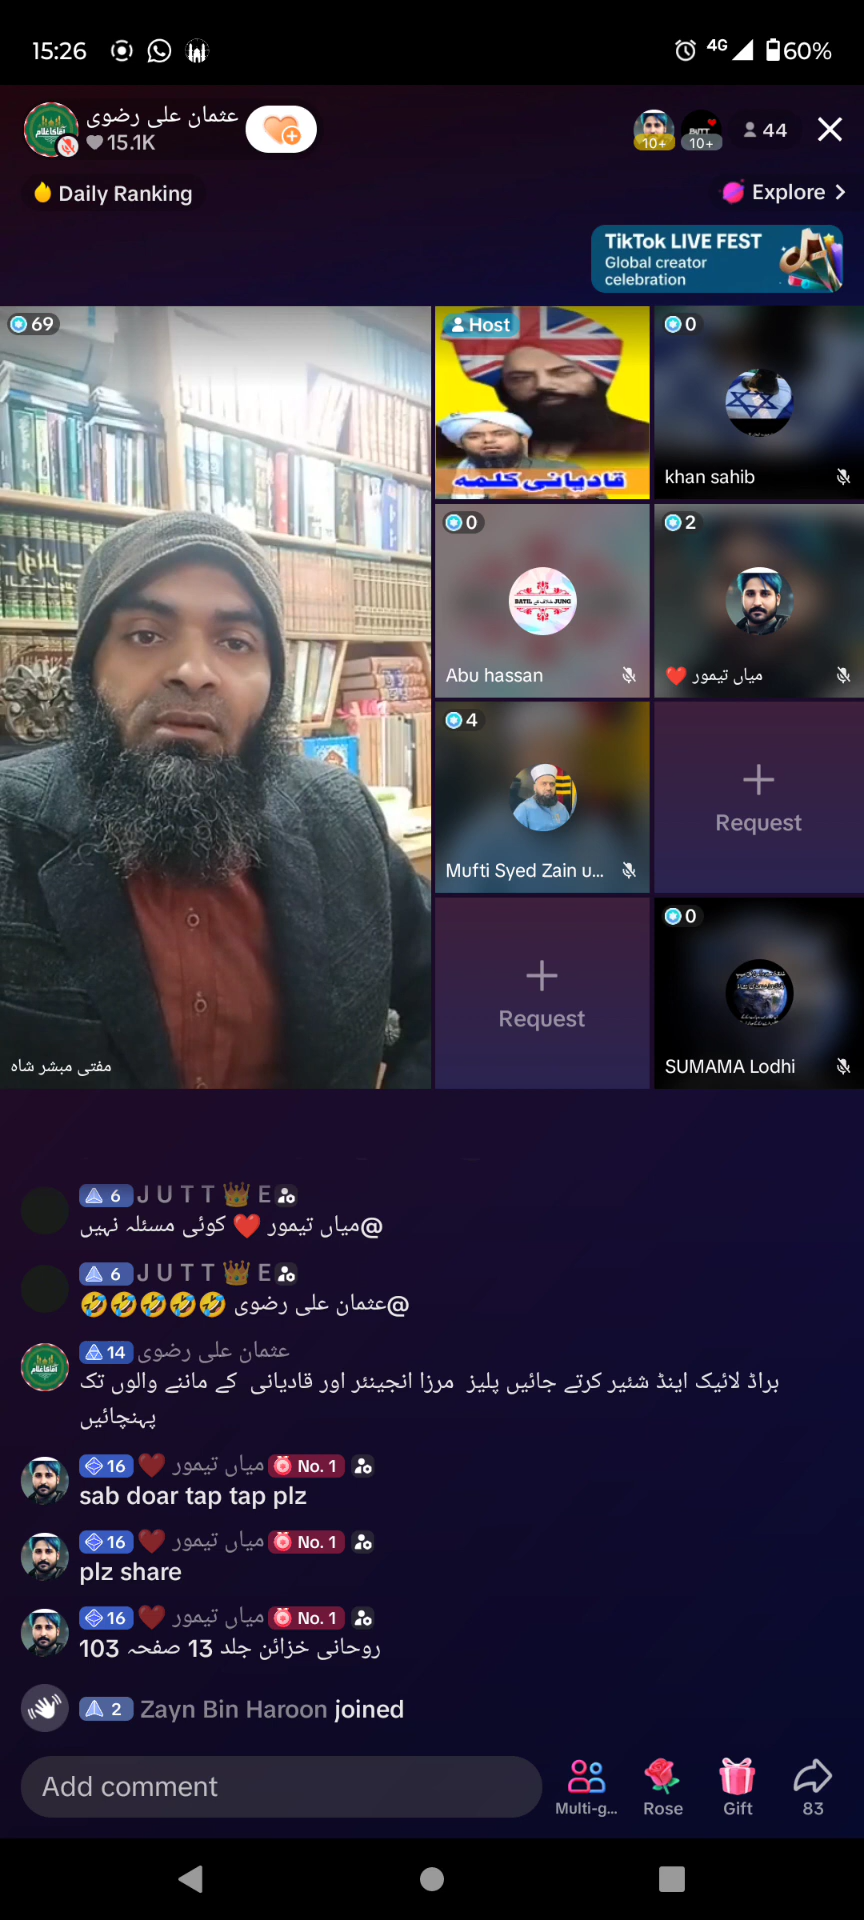 15:26
4G
60%
عثمان علی رضوی
15.1K
10+
10+
44
Daily Ranking
Explore
TikTok LIVE FEST
Global creator
celebration
69
مفتی مبشر شاہ
Host
قادیانی کلمہ
0
khan sahib
0
BATIL کے خلاف JUNG
Abu hassan
2
میاں تیمور ❤️
4
Mufti Syed Zain u...
Request
Request
0
SUMAMA Lodhi
6 J U T T 👑 E
@میاں تیمور ❤️ کوئی مسئلہ نہیں
6 J U T T 👑 E
@عثمان علی رضوی 🤣🤣🤣🤣🤣
14 عثمان علی رضوی
براڈ لائیک اینڈ شئیر کرتے جائیں پلیز مرزا انجینئر اور قادیانی کے ماننے والوں تک
پہنچائیں
16 میاں تیمور ❤️ No. 1
sab doar tap tap plz
16 میاں تیمور ❤️ No. 1
plz share
16 میاں تیمور ❤️ No. 1
روحانی خزائن جلد 13 صفحہ 103
2 Zayn Bin Haroon joined
Add comment
Multi-g...
Rose
Gift
83